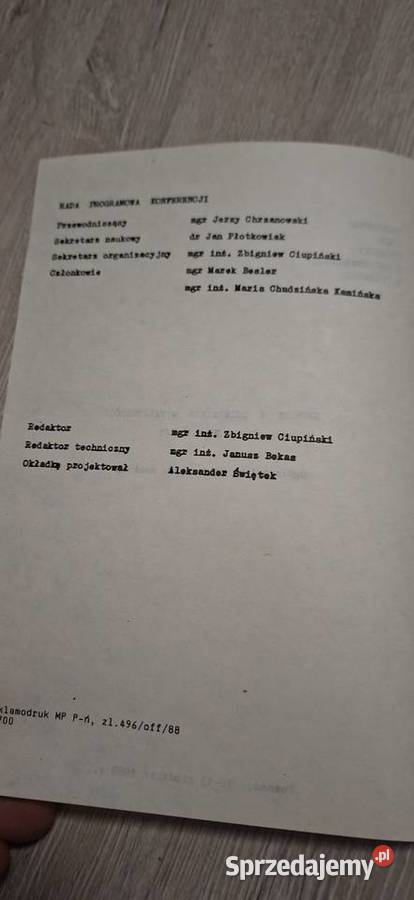 RADA PROGRAMOWA KONFERENCJI
Przewodniczący mgr Jerzy Chrzanowski
Sekretarz naukowy dr Jan Płotkowiak
Sekretarz organizacyjny mgr inż. Zbigniew Ciupiński
Członkowie mgr Marek Besler
mgr inż. Maria Chudzińska Kamińska
Redaktor mgr inż. Zbigniew Ciupiński
Redaktor techniczny mgr inż. Janusz Bekas
Okładkę projektował Aleksander Świętek
klamodruk MP P-ń, zl.496/off/88
700
Sprzedajemy.pl